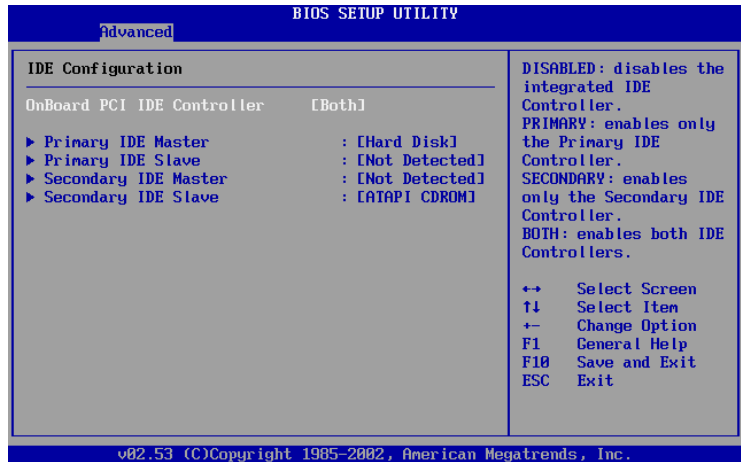 BIOS SETUP UTILITY
Advanced
IDE Configuration
OnBoard PCI IDE Controller [Both]
► Primary IDE Master : [Hard Disk]
► Primary IDE Slave : [Not Detected]
► Secondary IDE Master : [Not Detected]
► Secondary IDE Slave : [ATAPI CDROM]
DISABLED: disables the
integrated IDE
Controller.
PRIMARY: enables only
the Primary IDE
Controller.
SECONDARY: enables
only the Secondary IDE
Controller.
BOTH: enables both IDE
Controllers.
↔ Select Screen
↑↓ Select Item
+- Change Option
F1 General Help
F10 Save and Exit
ESC Exit
v02.53 (C)Copyright 1985-2002, American Megatrends, Inc.